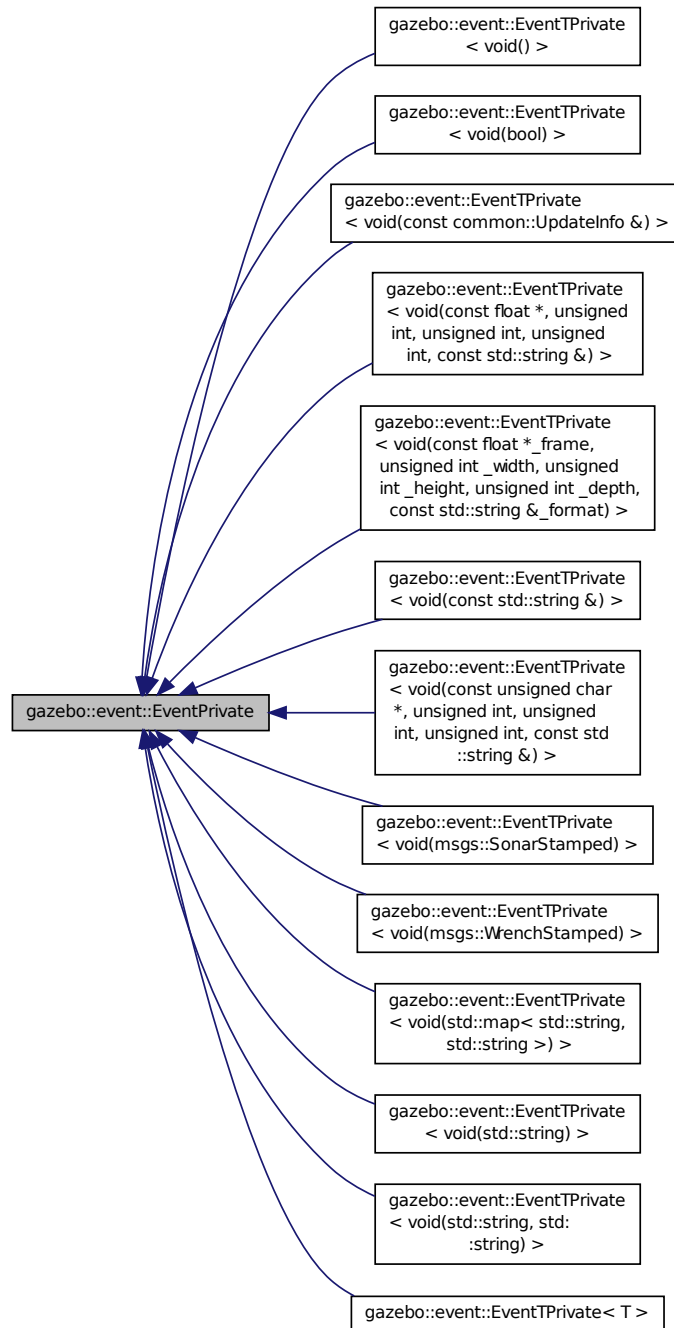 gazebo::event::EventTPrivate
< void() >
gazebo::event::EventTPrivate
< void(bool) >
gazebo::event::EventTPrivate
< void(const common::UpdateInfo &) >
gazebo::event::EventTPrivate
< void(const float *, unsigned
int, unsigned int, unsigned
int, const std::string &) >
gazebo::event::EventTPrivate
< void(const float *_frame,
unsigned int _width, unsigned
int _height, unsigned int _depth,
const std::string &_format) >
gazebo::event::EventTPrivate
< void(const std::string &) >
gazebo::event::EventTPrivate
< void(const unsigned char
*, unsigned int, unsigned
int, unsigned int, const std
::string &) >
gazebo::event::EventPrivate
gazebo::event::EventTPrivate
< void(msgs::SonarStamped) >
gazebo::event::EventTPrivate
< void(msgs::WrenchStamped) >
gazebo::event::EventTPrivate
< void(std::map< std::string,
std::string >) >
gazebo::event::EventTPrivate
< void(std::string) >
gazebo::event::EventTPrivate
< void(std::string, std:
:string) >
gazebo::event::EventTPrivate< T >